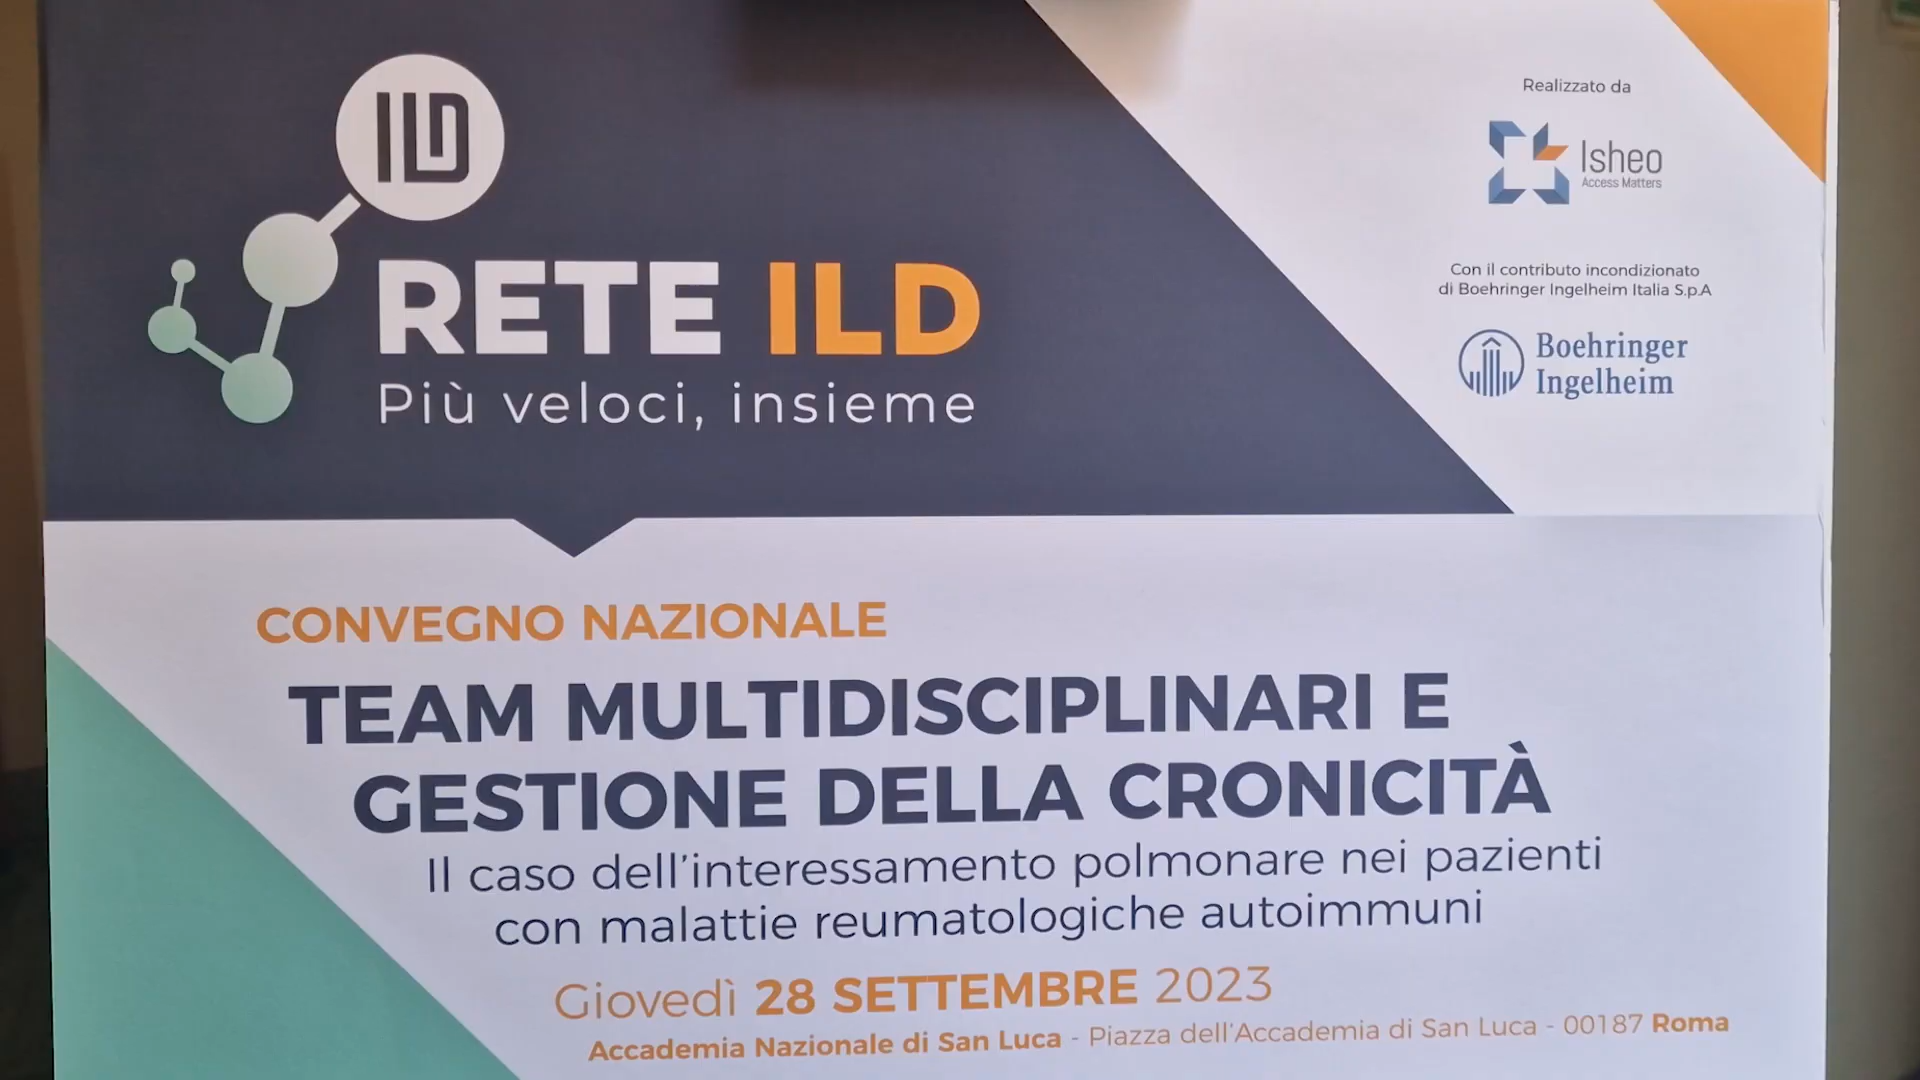 ILD
RETE ILD
Più veloci, insieme
Realizzato da
Isheo
Access Matters
Con il contributo incondizionato
di Boehringer Ingelheim Italia S.p.A
Boehringer
Ingelheim
CONVEGNO NAZIONALE
TEAM MULTIDISCIPLINARI E
GESTIONE DELLA CRONICITÀ
Il caso dell'interessamento polmonare nei pazienti
con malattie reumatologiche autoimmuni
Giovedì 28 SETTEMBRE 2023
Accademia Nazionale di San Luca - Piazza dell'Accademia di San Luca - 00187 Roma